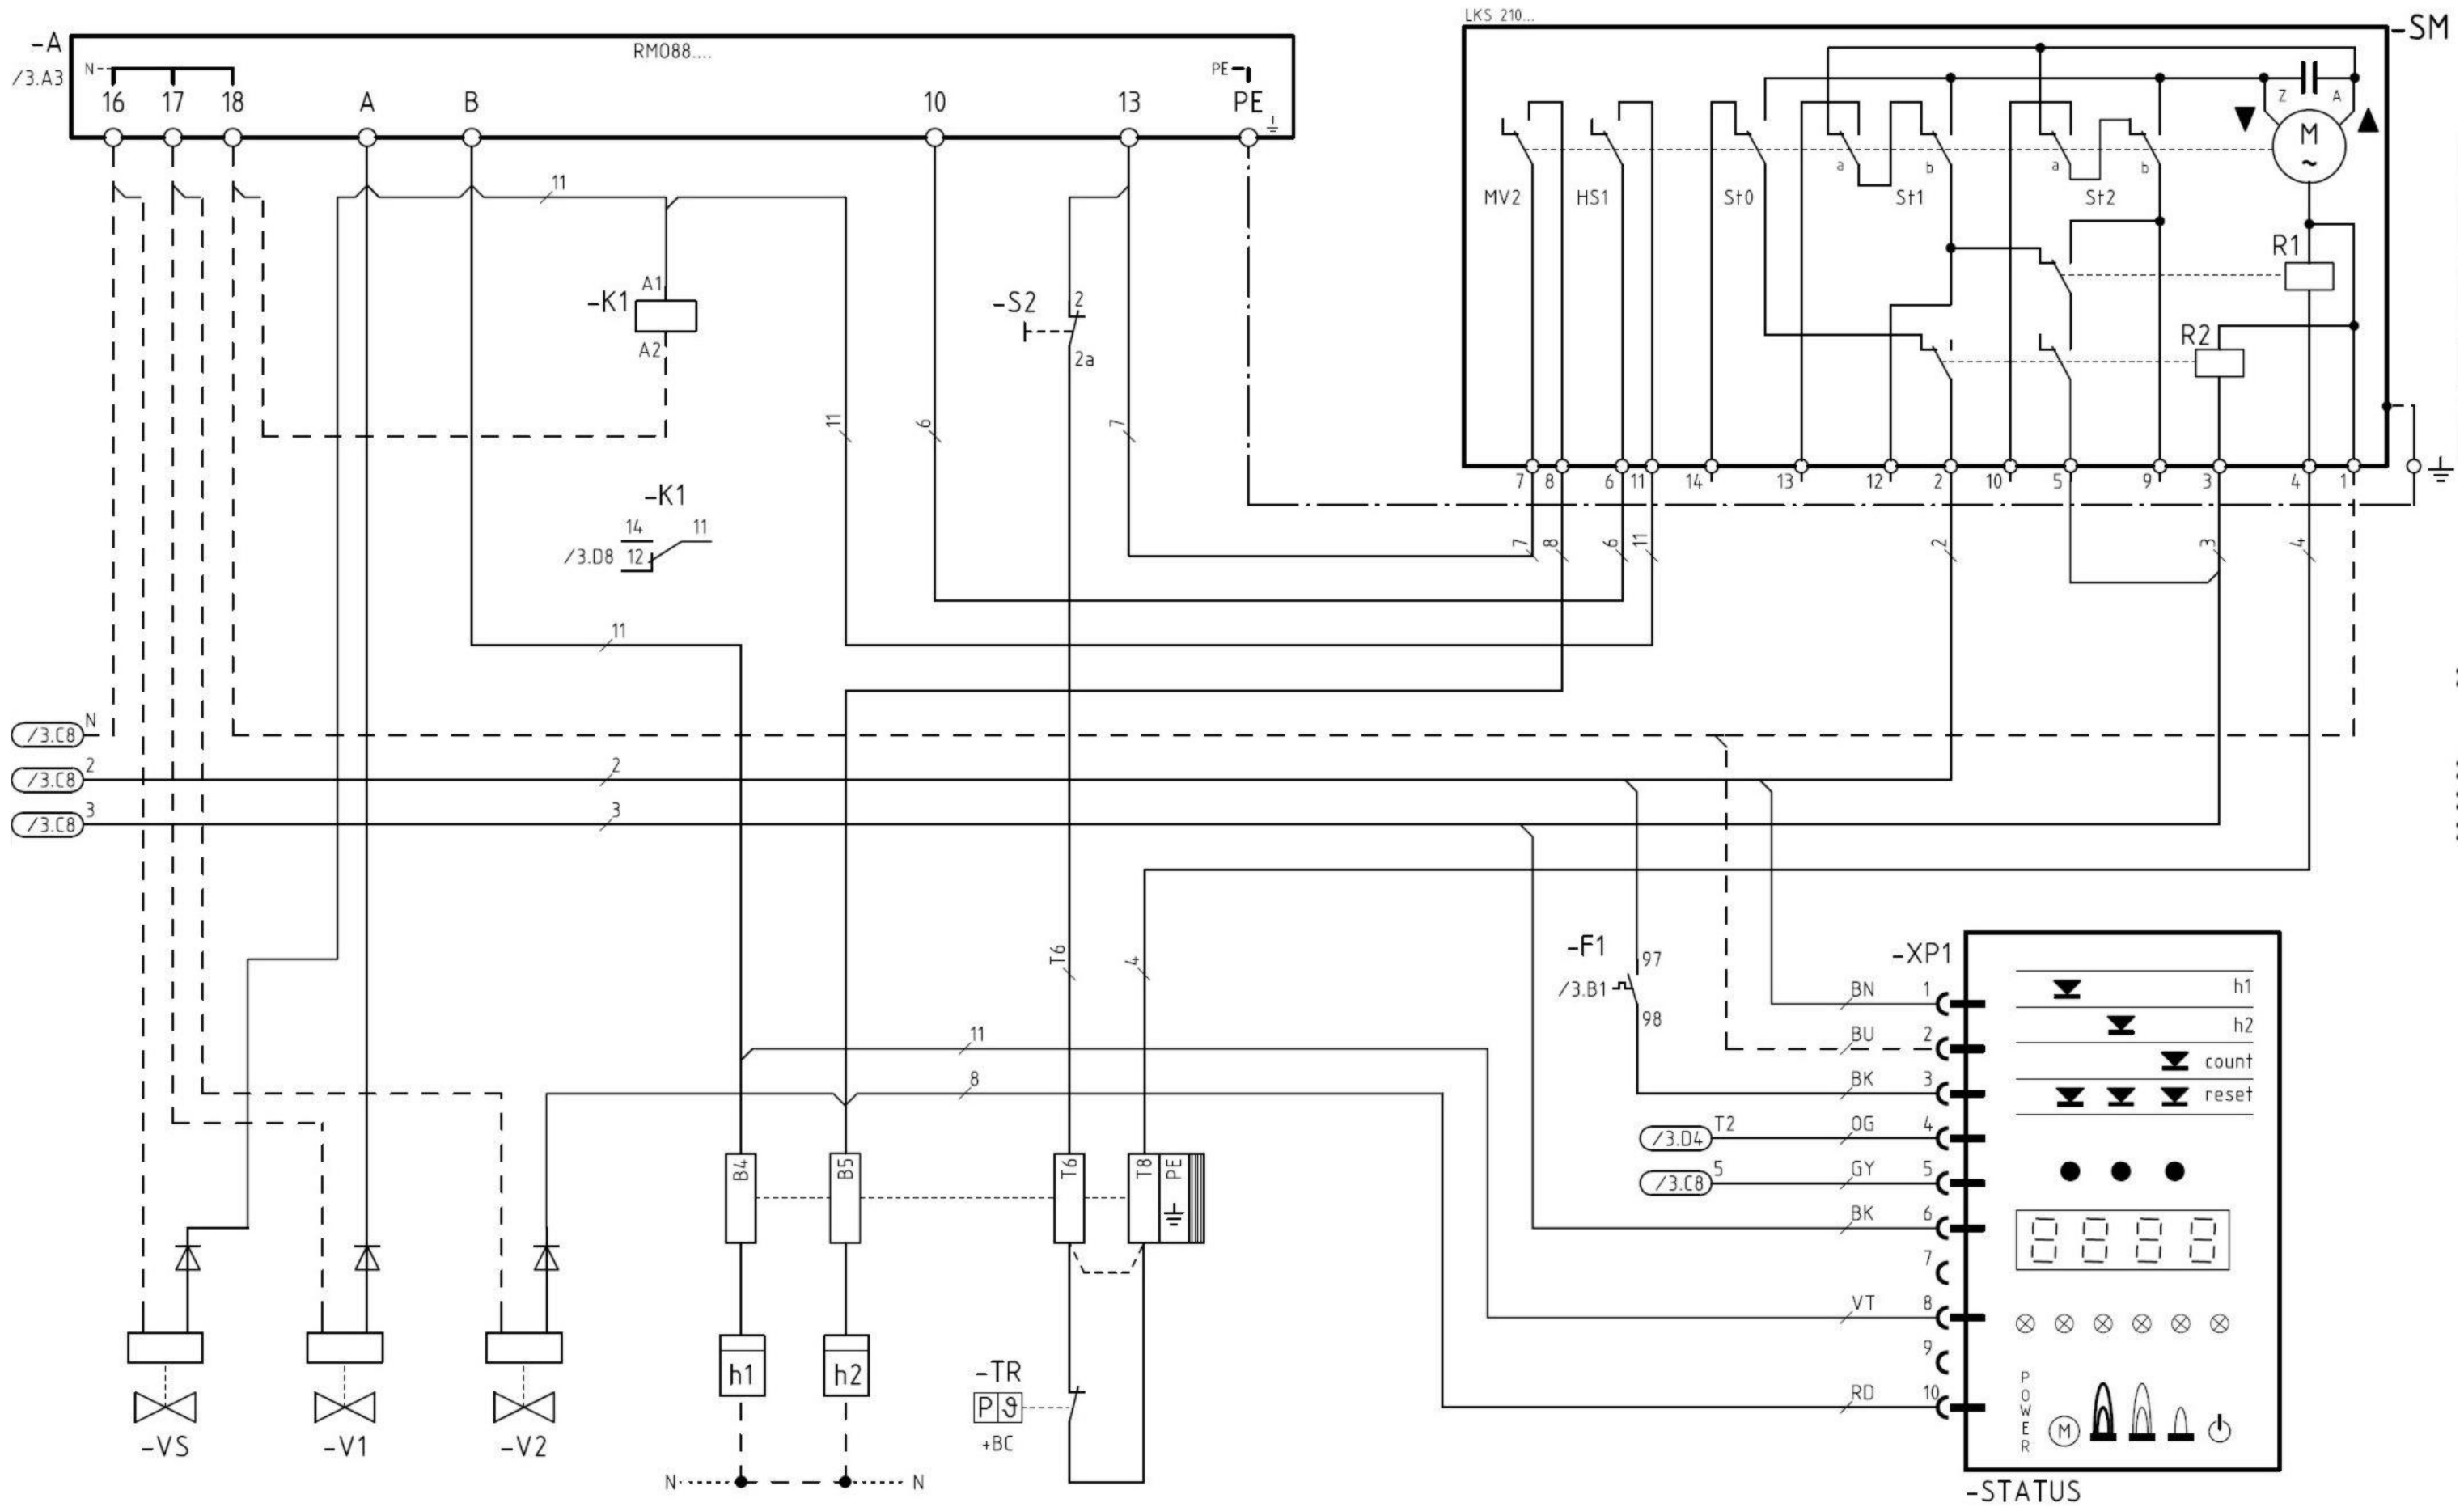 LKS 210...
-SM
-A
RMO88....
/3.A3
N
PE
16 17 18 A B 10 13 PE
Z A
M
~
a b a b
MV2 HS1 St0 St1 St2
11
R1
A1
-K1
-S2 2
R2
A2
2a
11 6 7
7 8 6 11 14 13 12 2 10 5 9 3 4 1
-K1
14 11
/3.D8 12
7 8 6 11 2 3 4
11
/3.C8 N
/3.C8 2 2
/3.C8 3 3
T6 4
-F1 97
/3.B1
98
-XP1
BN 1
BU 2
BK 3
/3.D4 T2 OG 4
/3.C8 5 GY 5
BK 6
7
VT 8
9
RD 10
h1
h2
count
reset
8888
POWER
M
-STATUS
11
8
B4 B5 T6 T8 PE
h1 h2
-TR
P ϑ
+BC
-VS -V1 -V2
N N